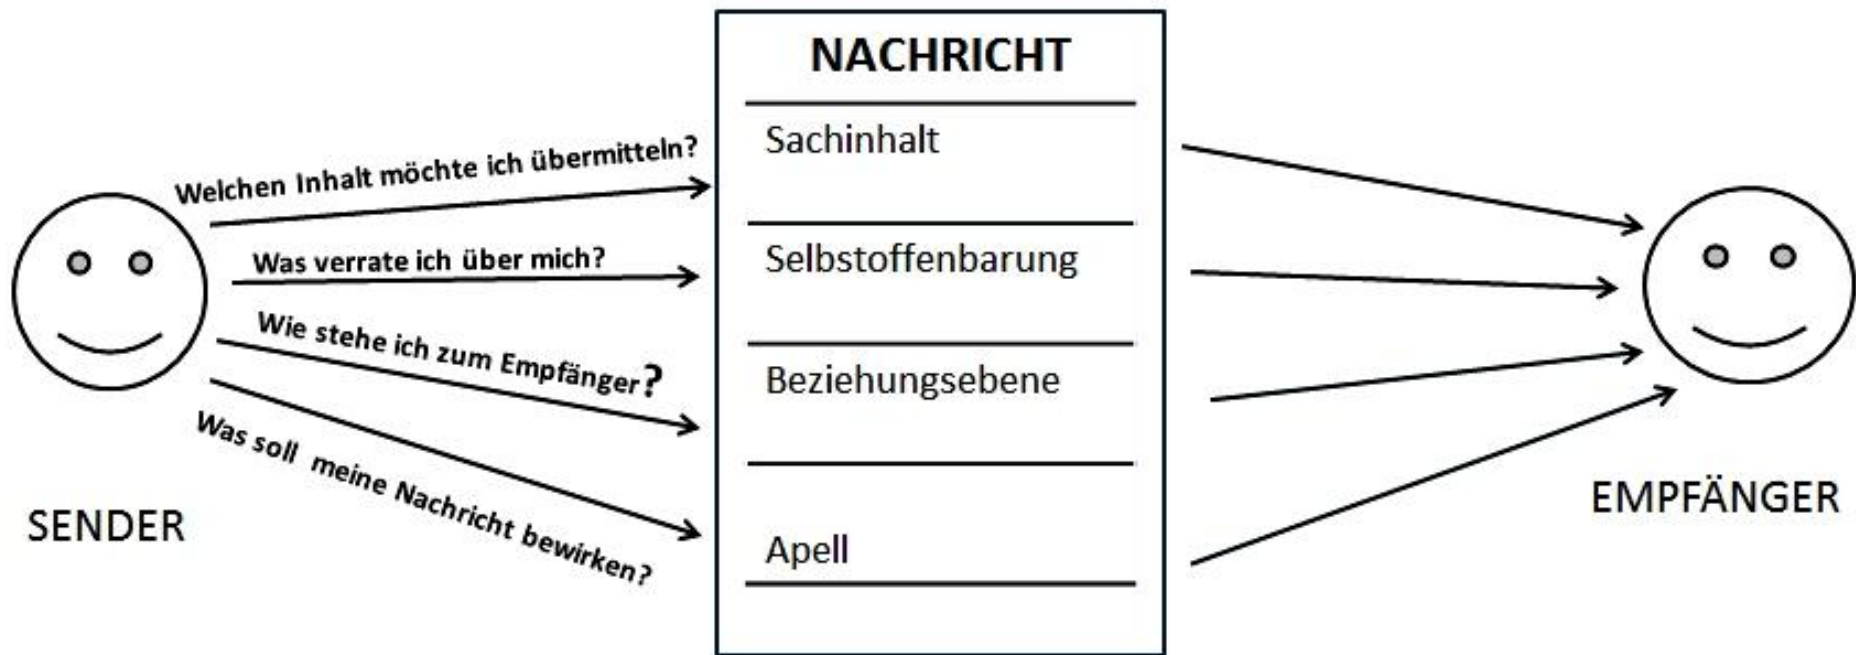 NACHRICHT
Welchen Inhalt möchte ich übermitteln?
Sachinhalt
Was verrate ich über mich?
Selbstoffenbarung
Wie stehe ich zum Empfänger?
Beziehungsebene
Was soll meine Nachricht bewirken?
Apell
SENDER
EMPFÄNGER